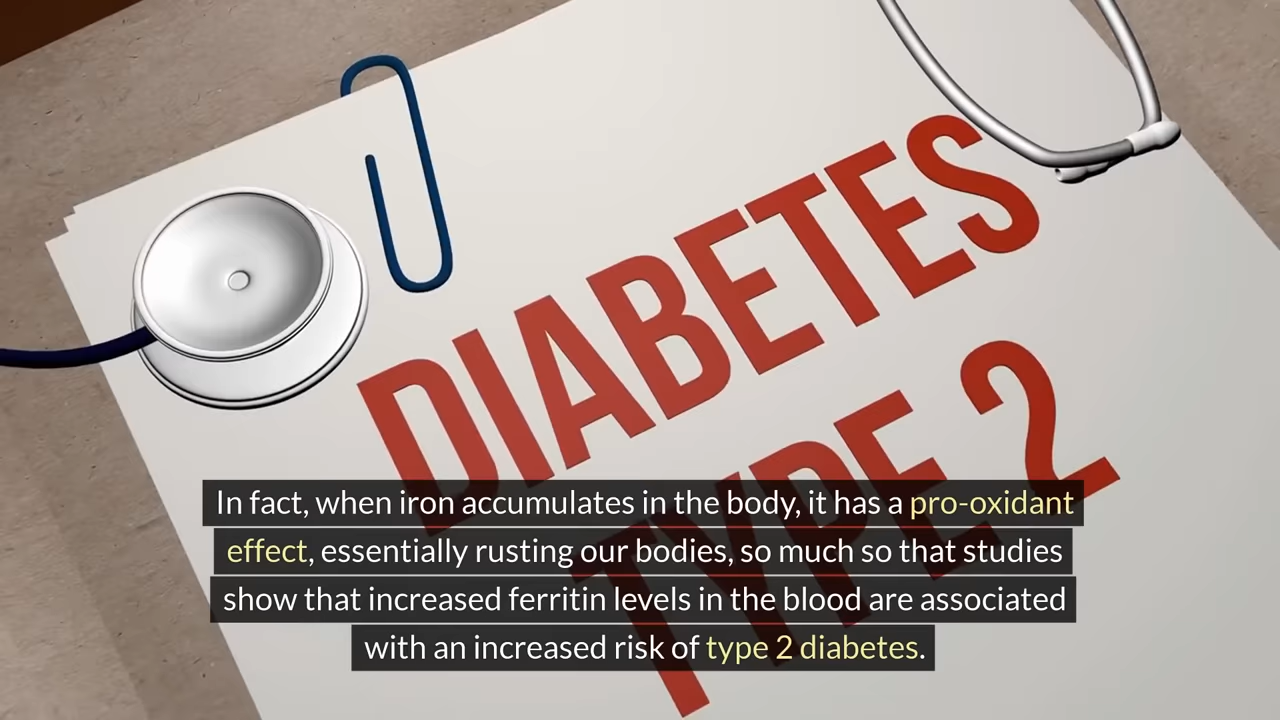 DIABETES
TYPE 2
In fact, when iron accumulates in the body, it has a pro-oxidant
effect, essentially rusting our bodies, so much so that studies
show that increased ferritin levels in the blood are associated
with an increased risk of type 2 diabetes.